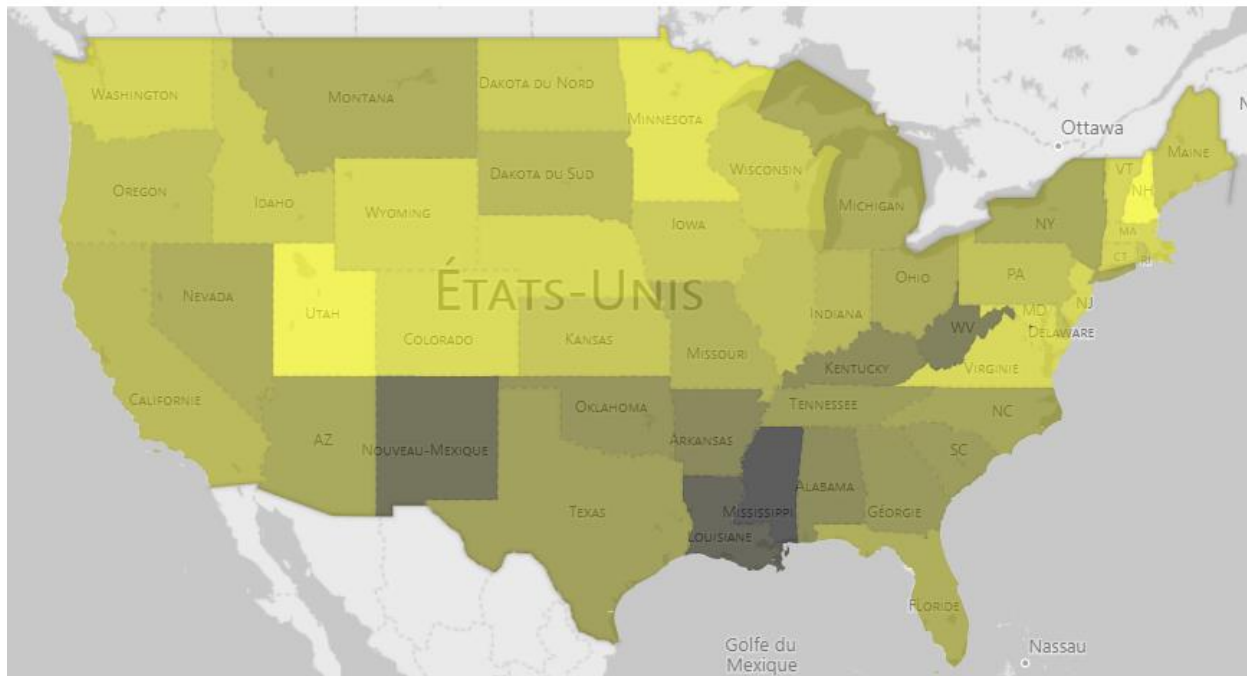 WASHINGTON
MONTANA
DAKOTA DU NORD
MINNESOTA
Ottawa
MAINE
OREGON
IDAHO
WYOMING
DAKOTA DU SUD
WISCONSIN
MICHIGAN
VT
NH
NY
MA
CT
RI
IOWA
NEVADA
UTAH
ÉTATS-UNIS
COLORADO
KANSAS
MISSOURI
INDIANA
OHIO
PA
NJ
MD
DELAWARE
WV
VIRGINIE
KENTUCKY
CALIFORNIE
AZ
NOUVEAU-MEXIQUE
OKLAHOMA
ARKANSAS
TENNESSEE
NC
SC
TEXAS
LOUISIANE
MISSISSIPPI
ALABAMA
GÉORGIE
FLORIDE
Golfe du
Mexique
Nassau
N